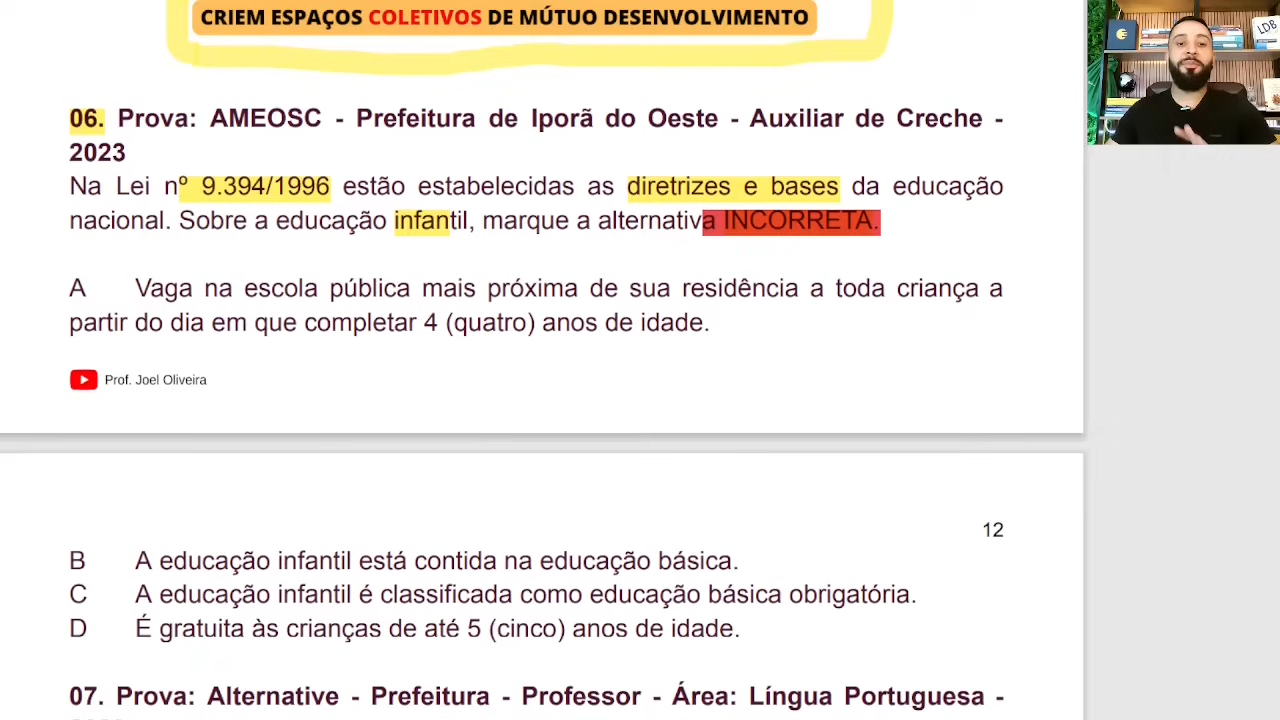 CRIEM ESPAÇOS COLETIVOS DE MÚTUO DESENVOLVIMENTO
LDB
06. Prova: AMEOSC - Prefeitura de Iporã do Oeste - Auxiliar de Creche -
2023
Na Lei nº 9.394/1996 estão estabelecidas as diretrizes e bases da educação
nacional. Sobre a educação infantil, marque a alternativa INCORRETA.
A Vaga na escola pública mais próxima de sua residência a toda criança a
partir do dia em que completar 4 (quatro) anos de idade.
Prof. Joel Oliveira
12
B A educação infantil está contida na educação básica.
C A educação infantil é classificada como educação básica obrigatória.
D É gratuita às crianças de até 5 (cinco) anos de idade.
07. Prova: Alternative - Prefeitura - Professor - Área: Língua Portuguesa -